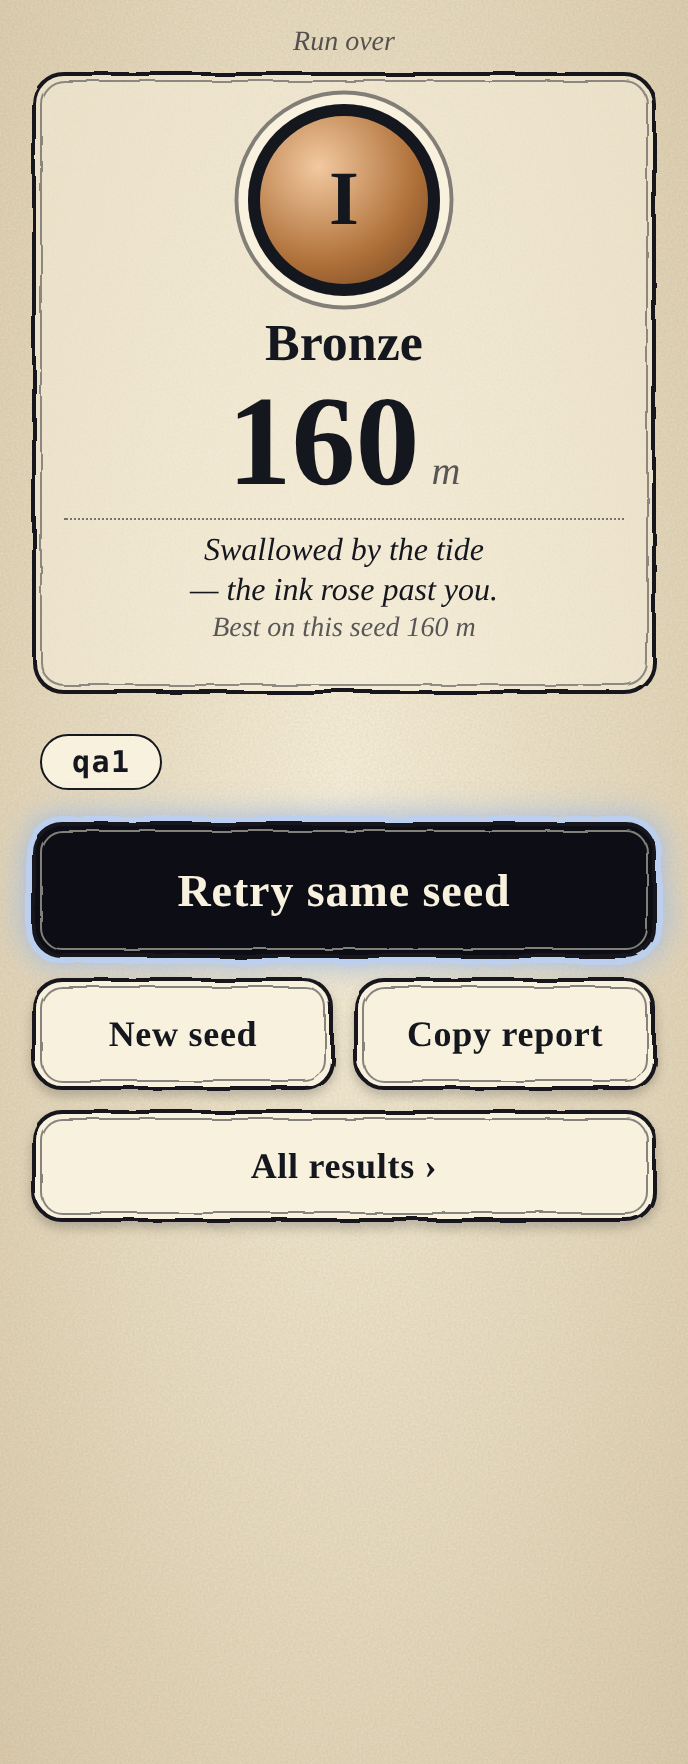 Run over
I
Bronze
160 m
Swallowed by the tide
— the ink rose past you.
Best on this seed 160 m
qa1
Retry same seed
New seed
Copy report
All results ›